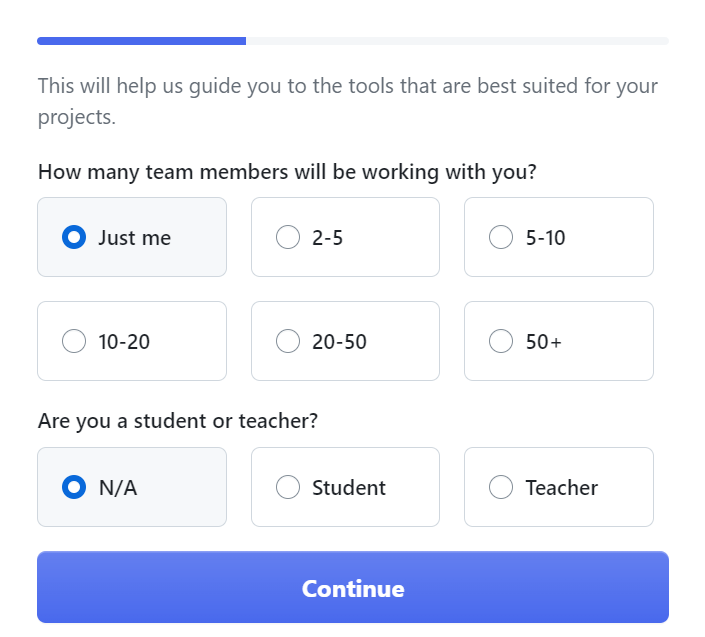 This will help us guide you to the tools that are best suited for your
projects.
How many team members will be working with you?
Just me
2-5
5-10
10-20
20-50
50+
Are you a student or teacher?
N/A
Student
Teacher
Continue